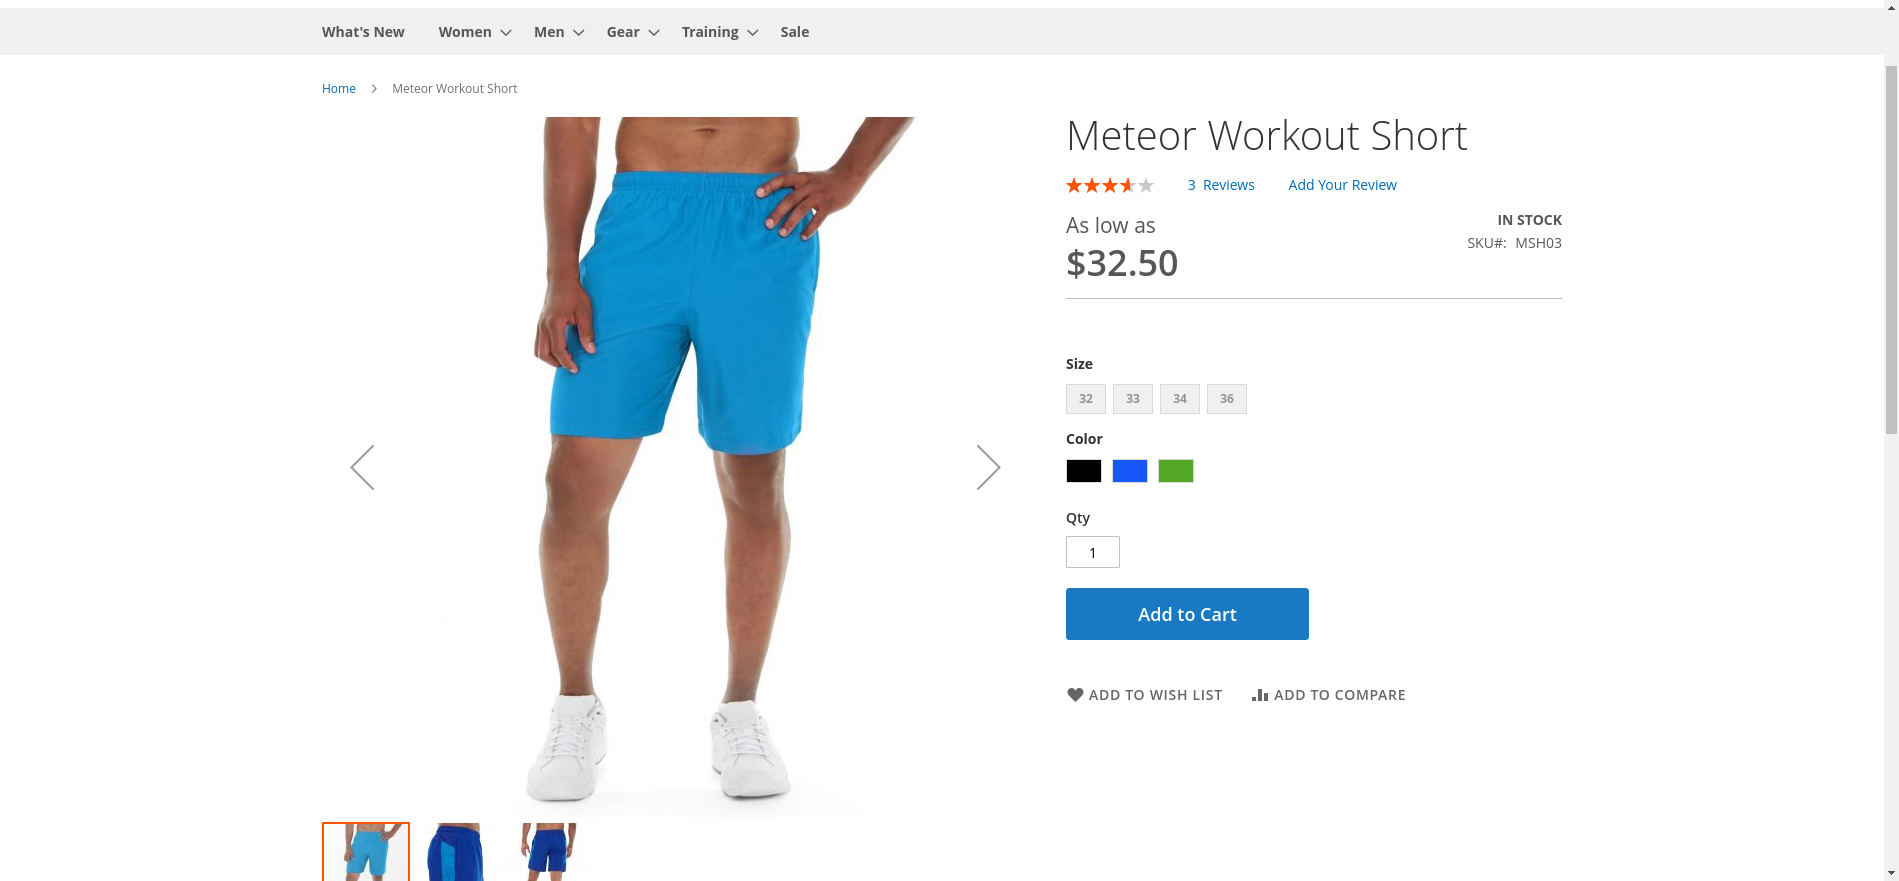 What's New Women Men Gear Training Sale
Home Meteor Workout Short
Meteor Workout Short
3 Reviews Add Your Review
As low as
$32.50
IN STOCK
SKU#: MSH03
Size
32 33 34 36
Color
Qty
1
Add to Cart
ADD TO WISH LIST ADD TO COMPARE